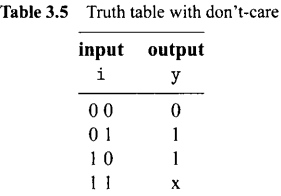 Table 3.5 Truth table with don't-care
input output
i y
0 0 0
0 1 1
1 0 1
1 1 x